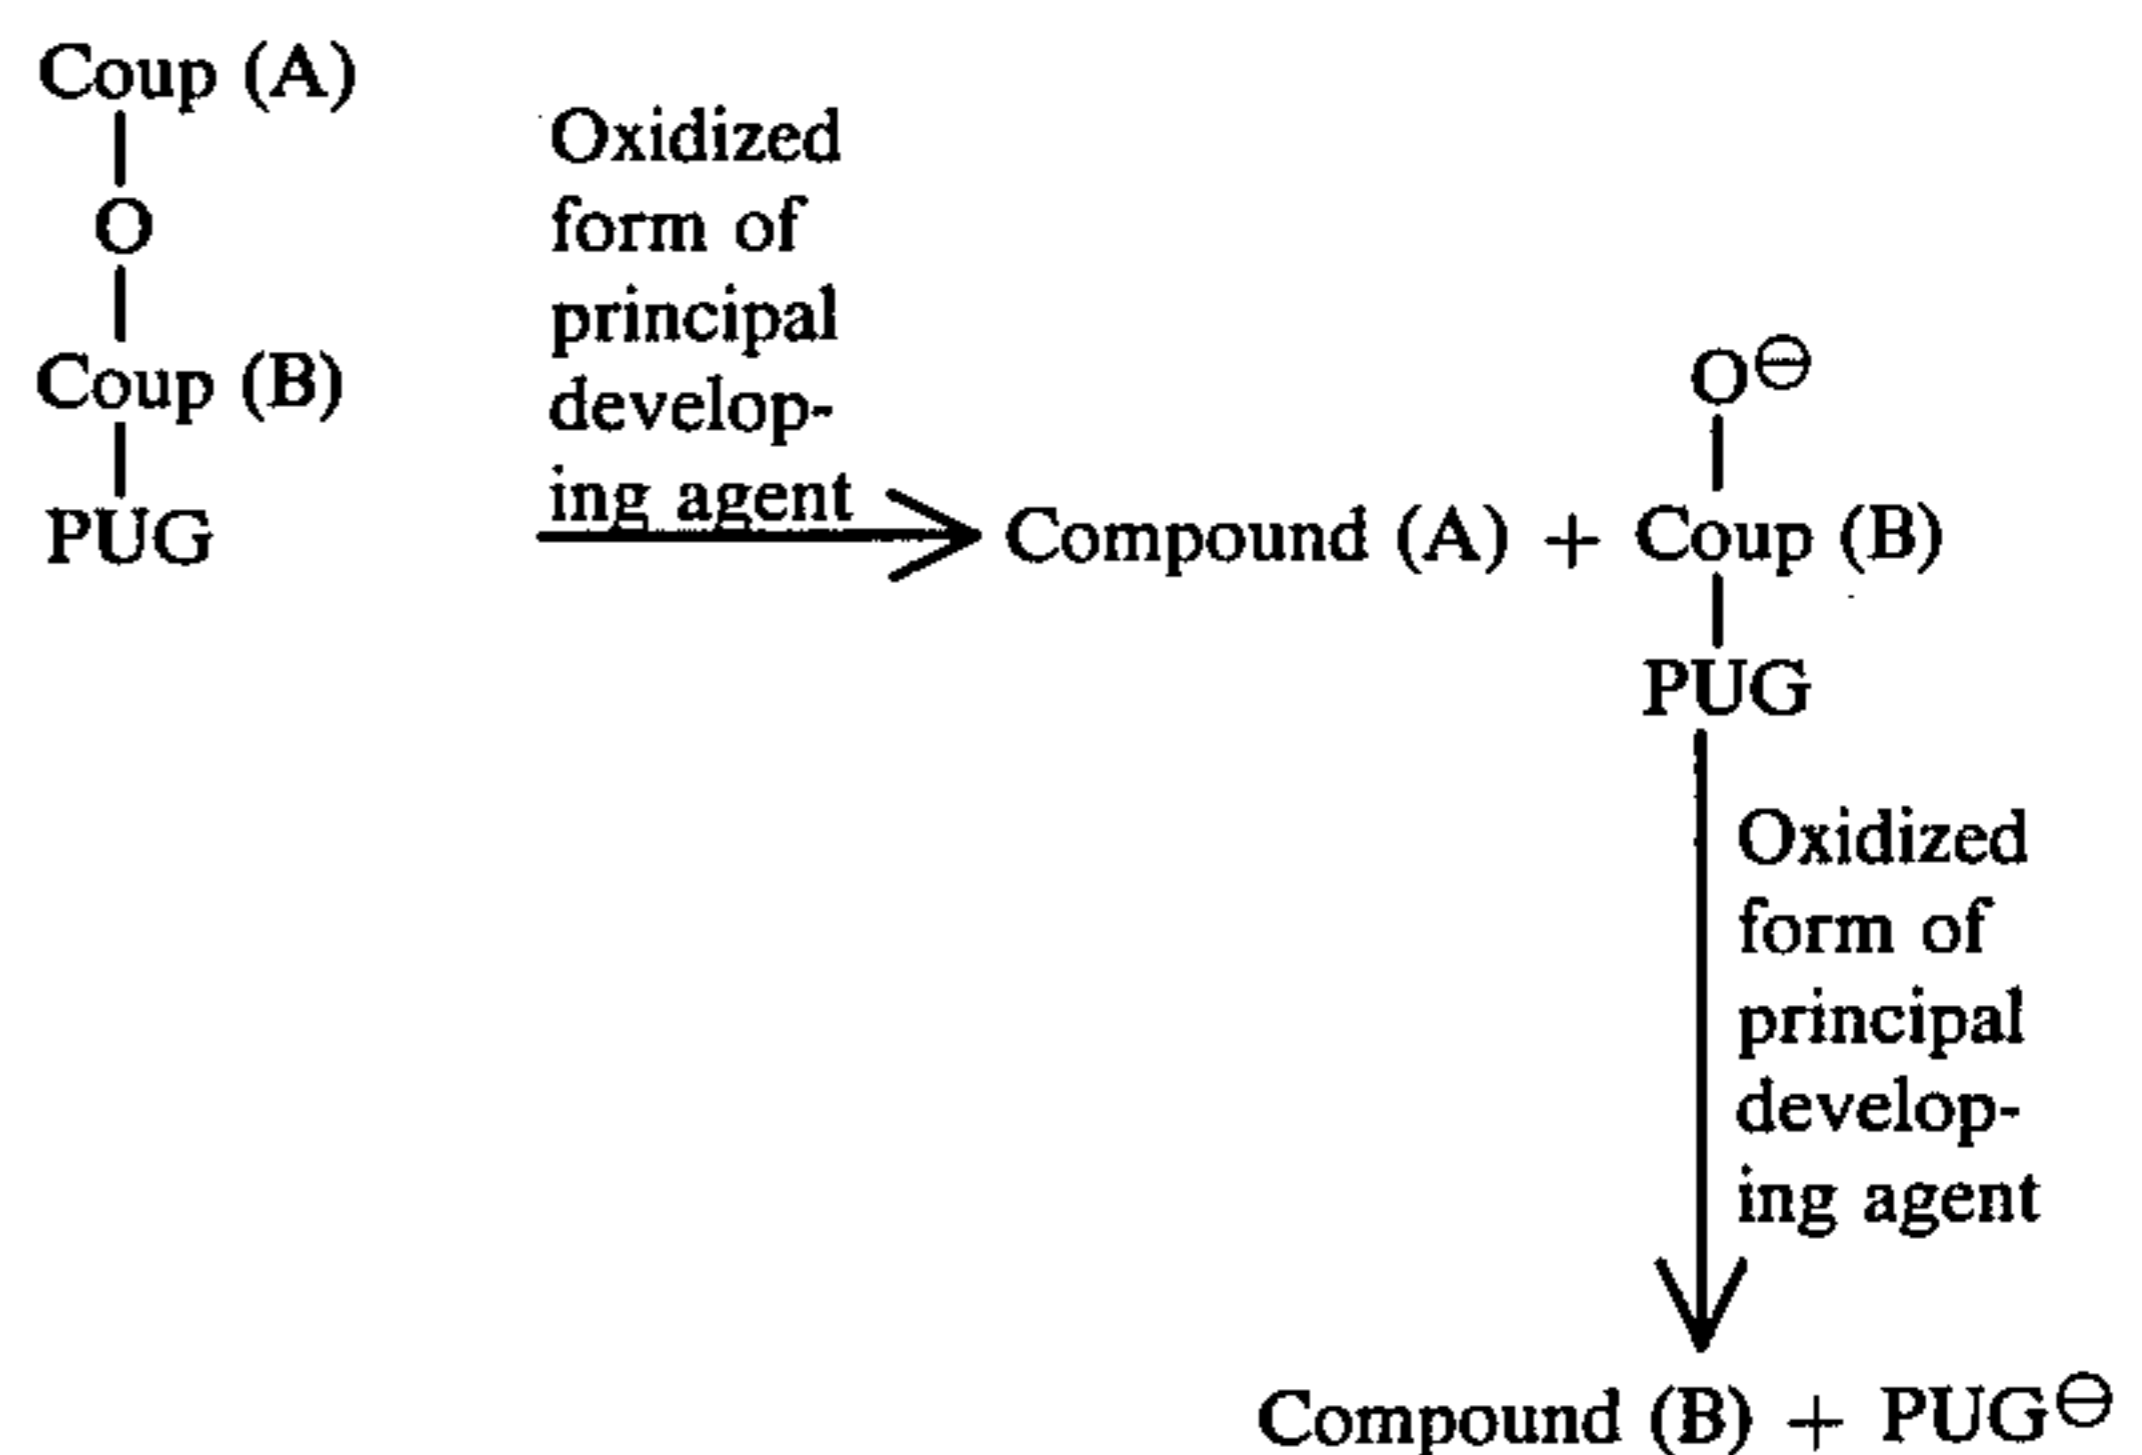 Coup (A)
O
Coup (B)
PUG
Oxidized
form of
principal
develop-
ing agent
Compound (A) + Coup (B)
O⊖
PUG
Oxidized
form of
principal
develop-
ing agent
Compound (B) + PUG⊖